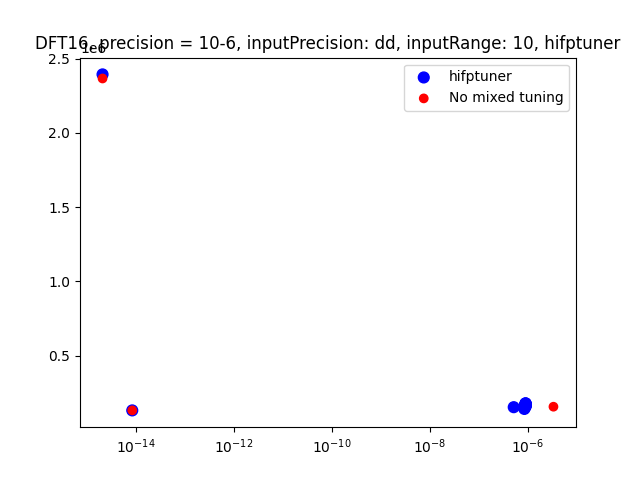 DFT16, precision = 10-6, inputPrecision: dd, inputRange: 10, hifptuner
1e6
2.5
2.0
1.5
1.0
0.5
hifptuner
No mixed tuning
10⁻¹⁴ 10⁻¹² 10⁻¹⁰ 10⁻⁸ 10⁻⁶